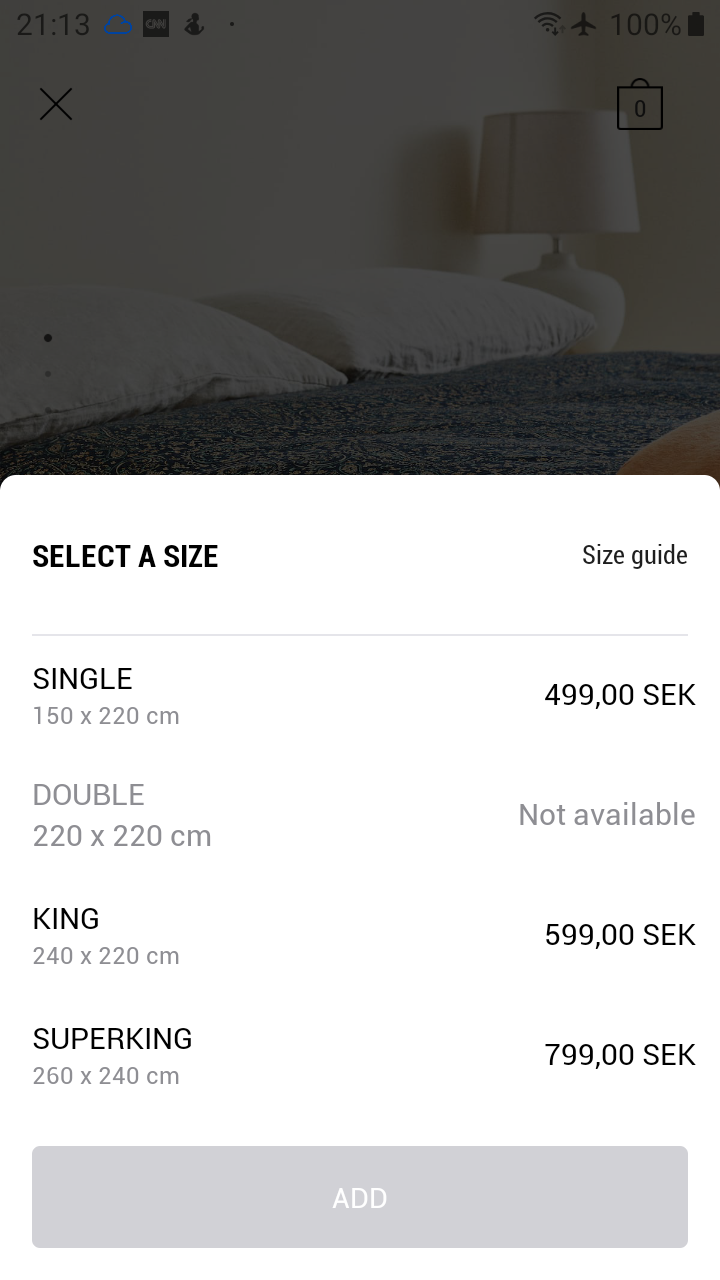 21:13
CNN
100%
0
SELECT A SIZE
Size guide
SINGLE
499,00 SEK
150 x 220 cm
DOUBLE
Not available
220 x 220 cm
KING
599,00 SEK
240 x 220 cm
SUPERKING
799,00 SEK
260 x 240 cm
ADD